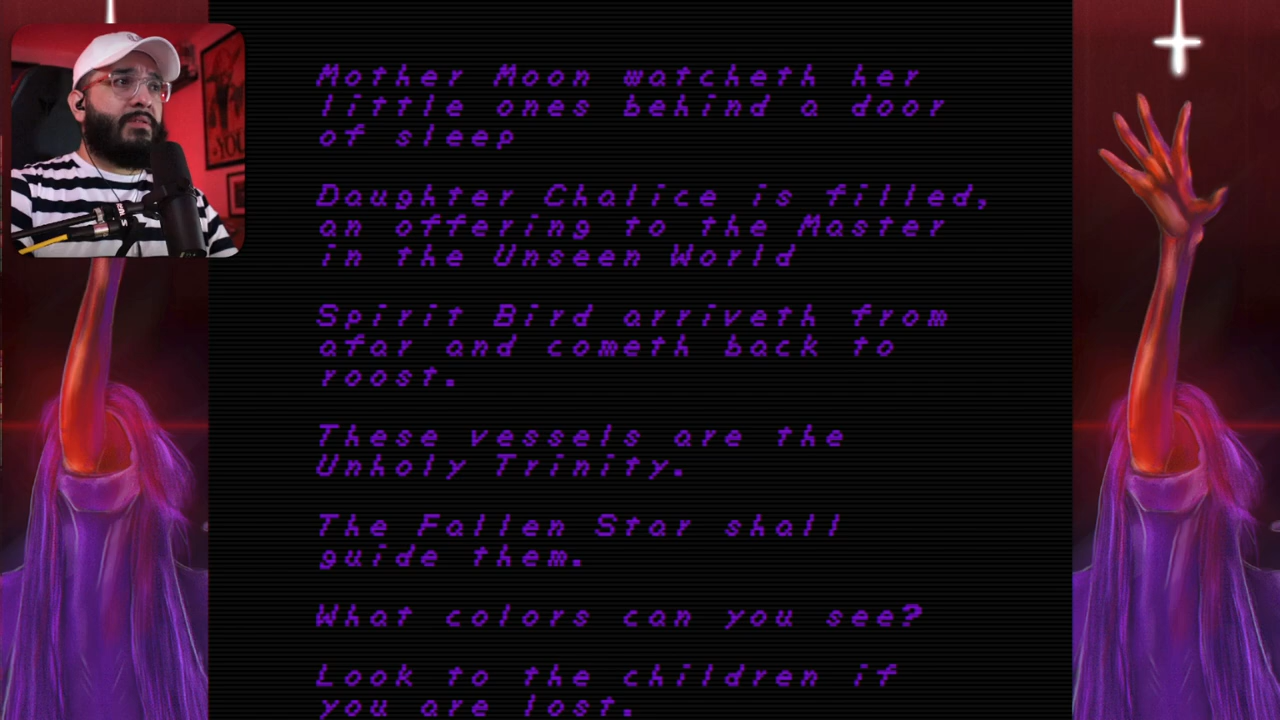 Mother Moon watcheth her
little ones behind a door
of sleep
Daughter Chalice is filled,
an offering to the Master
in the Unseen World
Spirit Bird arriveth from
afar and cometh back to
roost.
These vessels are the
Unholy Trinity.
The Fallen Star shall
guide them.
What colors can you see?
Look to the children if
you are lost.
YOU